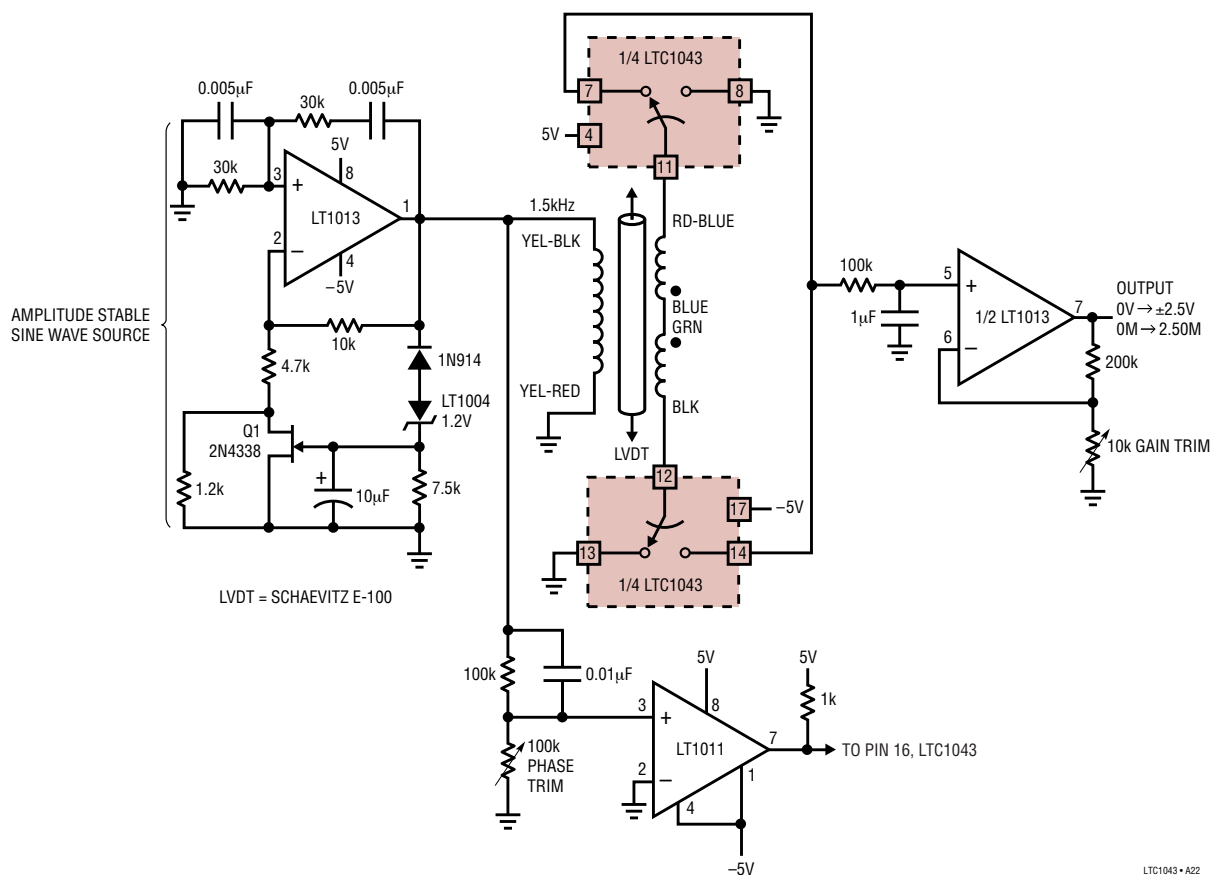 1/4 LTC1043
7
8
5V
4
11
0.005µF
0.005µF
30k
30k
5V
3
8
+
LT1013
1
2
–
4
–5V
1.5kHz
YEL-BLK
RD-BLUE
BLUE
GRN
YEL-RED
BLK
LVDT
AMPLITUDE STABLE
SINE WAVE SOURCE
10k
4.7k
1N914
LT1004
1.2V
Q1
2N4338
1.2k
+
10µF
7.5k
100k
1µF
5
+
1/2 LT1013
7
6
–
OUTPUT
0V → ±2.5V
0M → 2.50M
200k
10k GAIN TRIM
12
17
–5V
13
14
1/4 LTC1043
LVDT = SCHAEVITZ E-100
100k
0.01µF
5V
5V
1k
3
8
+
LT1011
7
TO PIN 16, LTC1043
100k
PHASE
TRIM
2
–
1
4
–5V
LTC1043 • A22